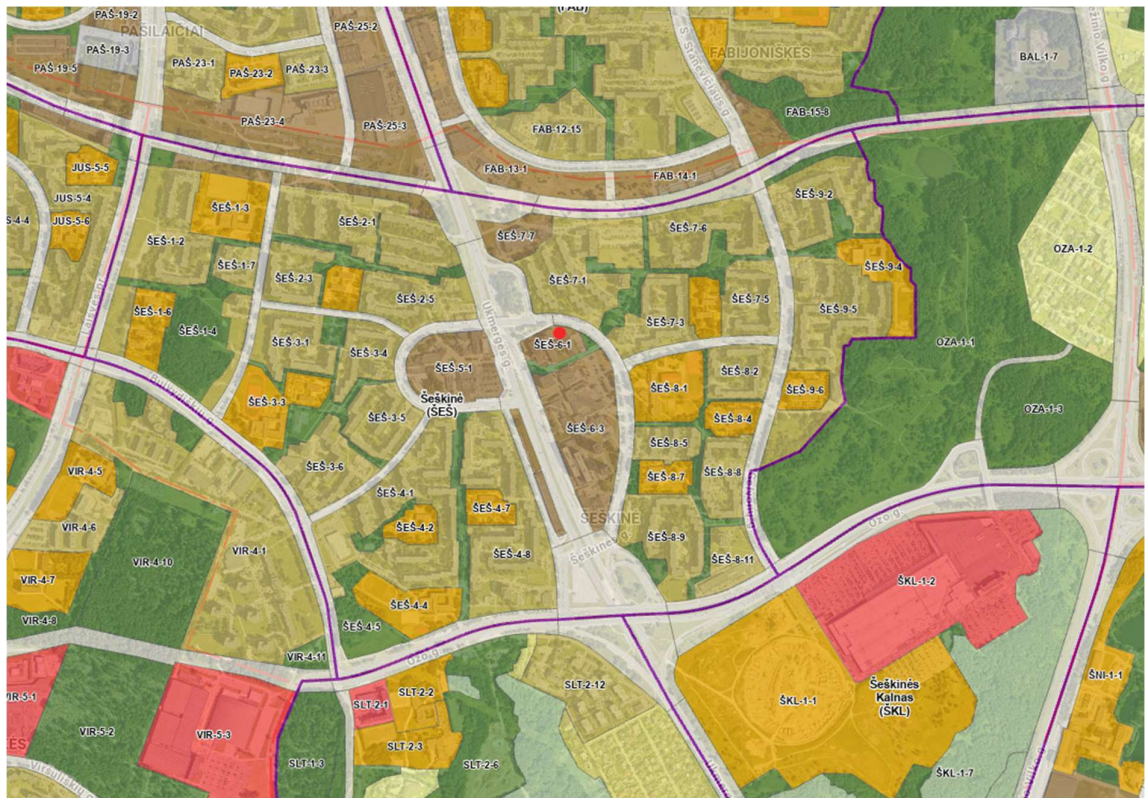 (FAB)
PAŠ-19-2
PAŠ-25-2
PAŠILAIČIAI
PAŠ-19-3
PAŠ-23-1
PAŠ-23-2
PAŠ-23-3
PAŠ-19-5
S. Stanevičiaus g.
FABIJONIŠKĖS
BAL-1-7
PAŠ-23-4
PAŠ-25-3
FAB-12-15
FAB-15-8
FAB-13-1
FAB-14-1
JUS-5-5
JUS-5-4
JUS-5-6
ŠEŠ-1-3
ŠEŠ-1-2
ŠEŠ-1-7
ŠEŠ-2-1
ŠEŠ-7-7
ŠEŠ-7-6
ŠEŠ-9-2
OZA-1-2
ŠEŠ-2-3
ŠEŠ-2-5
ŠEŠ-7-1
ŠEŠ-9-4
ŠEŠ-7-5
ŠEŠ-9-5
ŠEŠ-1-6
ŠEŠ-1-4
Ukmergės g.
ŠEŠ-7-3
ŠEŠ-3-1
ŠEŠ-3-4
ŠEŠ-6-1
OZA-1-1
ŠEŠ-5-1
ŠEŠ-8-2
ŠEŠ-8-1
ŠEŠ-9-6
Šeškinė
(ŠEŠ)
ŠEŠ-3-3
ŠEŠ-3-5
ŠEŠ-8-4
OZA-1-3
ŠEŠ-6-3
ŠEŠ-8-5
ŠEŠ-3-6
ŠEŠ-8-7
ŠEŠ-8-8
VIR-4-5
ŠEŠ-4-1
ŠEŠ-4-7
ŠEŠ-4-2
ŠEŠKINĖ
Ozo g.
VIR-4-6
VIR-4-1
ŠEŠ-8-9
Šeškinės g.
ŠEŠ-4-8
ŠEŠ-8-11
VIR-4-10
VIR-4-7
ŠKL-1-2
ŠEŠ-4-4
VIR-4-8
ŠEŠ-4-5
VIR-4-11
Ozo g.
SLT-2-12
Šeškinės
Kalnas
(ŠKL)
ŠNI-1-1
SLT-2-2
SLT-2-1
ŠKL-1-1
VIR-5-2
VIR-5-3
SLT-2-3
SLT-1-3
SLT-2-6
ŠKL-1-7